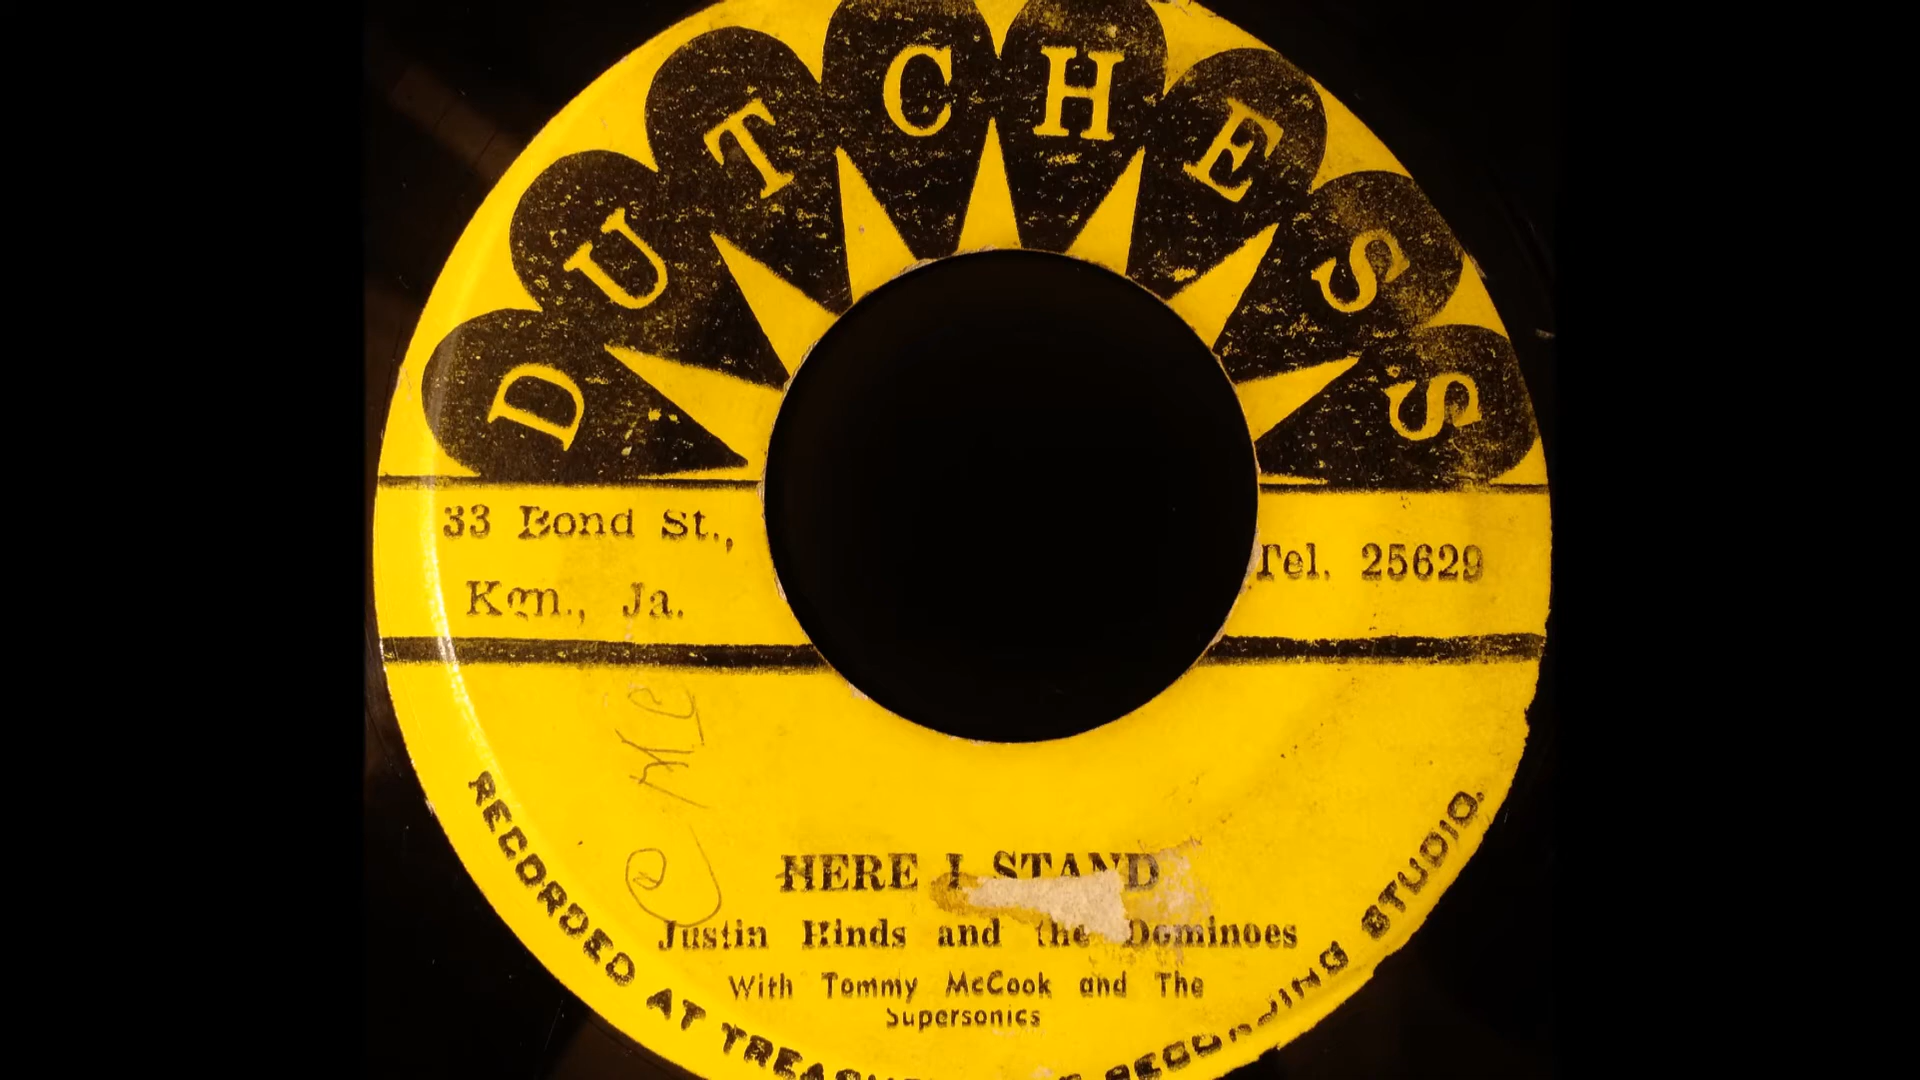 DUTCHESS
33 Bond St.,
Kgn., Ja.
Tel. 25629
HERE I STAND
Justin Hinds and the Dominoes
With Tommy McCook and The
Supersonics
RECORDED AT RECORDING STUDIO.